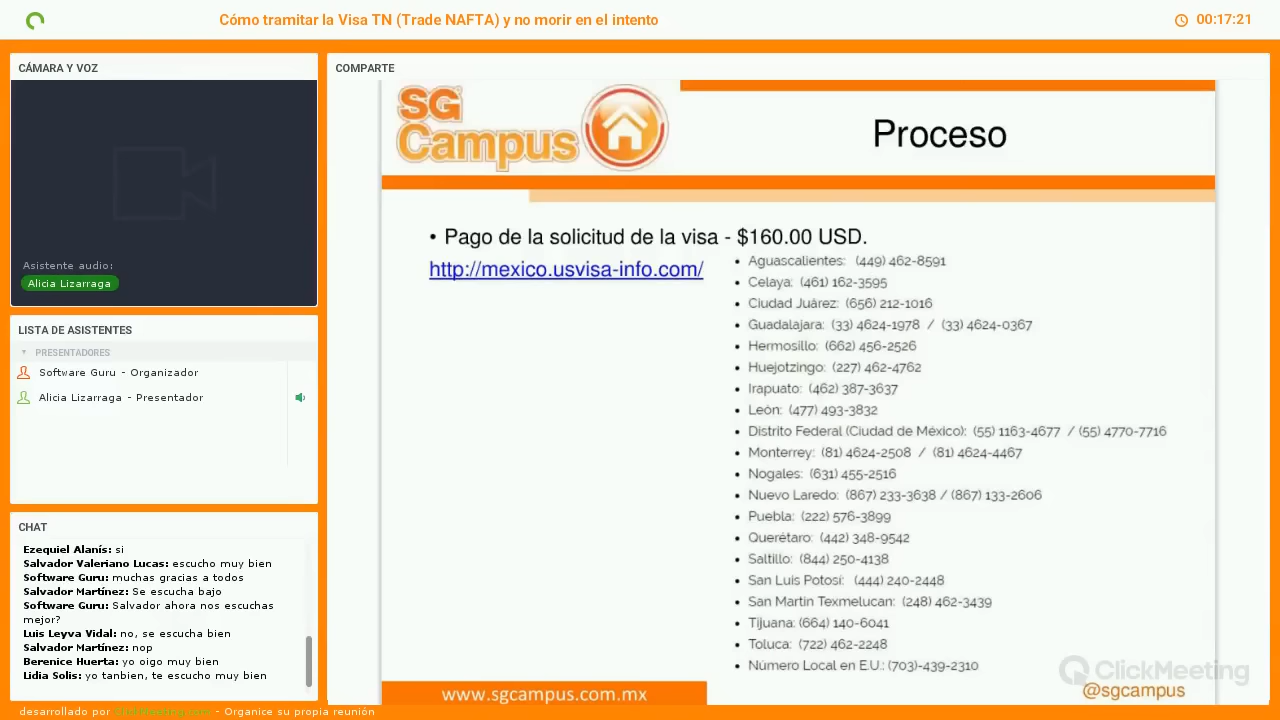 Cómo tramitar la Visa TN (Trade NAFTA) y no morir en el intento
00:17:21
CÁMARA Y VOZ
Asistente audio:
Alicia Lizarraga
LISTA DE ASISTENTES
PRESENTADORES
Software Guru - Organizador
Alicia Lizarraga - Presentador
CHAT
Ezequiel Alanís: si
Salvador Valeriano Lucas: escucho muy bien
Software Guru: muchas gracias a todos
Salvador Martínez: Se escucha bajo
Software Guru: Salvador ahora nos escuchas
mejor?
Luis Leyva Vidal: no, se escucha bien
Salvador Martínez: nop
Berenice Huerta: yo oigo muy bien
Lidia Solis: yo tanbien, te escucho muy bien
desarrollado por ClickMeeting.com - Organice su propia reunión
COMPARTE
SG
Campus
Proceso
• Pago de la solicitud de la visa - $160.00 USD.
http://mexico.usvisa-info.com/
• Aguascalientes: (449) 462-8591
• Celaya: (461) 162-3595
• Ciudad Juárez: (656) 212-1016
• Guadalajara: (33) 4624-1978 / (33) 4624-0367
• Hermosillo: (662) 456-2526
• Huejotzingo: (227) 462-4762
• Irapuato: (462) 387-3637
• León: (477) 493-3832
• Distrito Federal (Ciudad de México): (55) 1163-4677 / (55) 4770-7716
• Monterrey: (81) 4624-2508 / (81) 4624-4467
• Nogales: (631) 455-2516
• Nuevo Laredo: (867) 233-3638 / (867) 133-2606
• Puebla: (222) 576-3899
• Querétaro: (442) 348-9542
• Saltillo: (844) 250-4138
• San Luis Potosí: (444) 240-2448
• San Martin Texmelucan: (248) 462-3439
• Tijuana: (664) 140-6041
• Toluca: (722) 462-2248
• Número Local en E.U.: (703)-439-2310
ClickMeeting
www.sgcampus.com.mx
@sgcampus